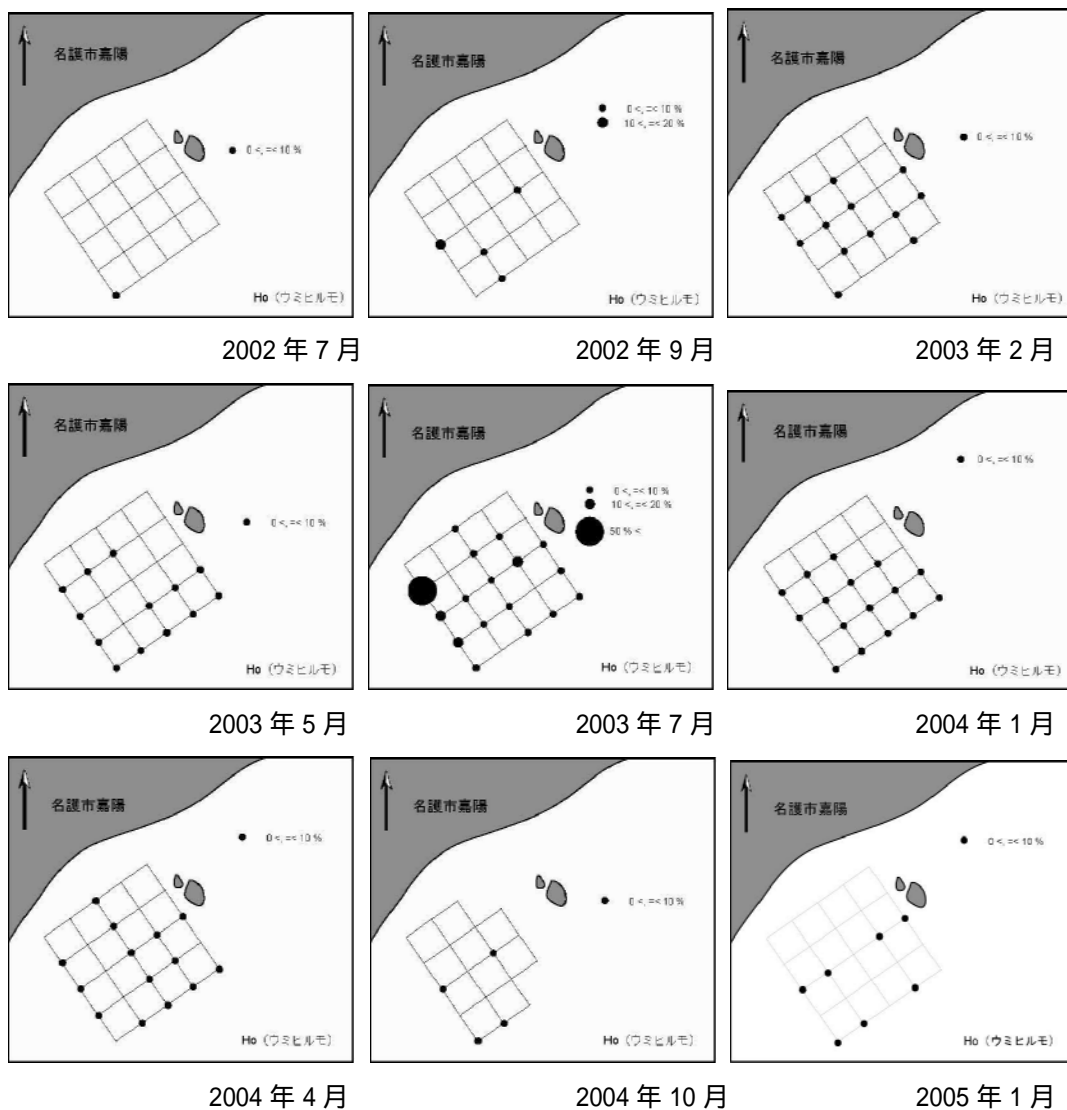 名護市嘉陽
0 <, =< 10 %
Ho (ウミヒルモ)
2002 年 7 月
名護市嘉陽
0 <, =< 10 %
10 <, =< 20 %
Ho (ウミヒルモ)
2002 年 9 月
名護市嘉陽
0 <, =< 10 %
Ho (ウミヒルモ)
2003 年 2 月
名護市嘉陽
0 <, =< 10 %
Ho (ウミヒルモ)
2003 年 5 月
名護市嘉陽
0 <, =< 10 %
10 <, =< 20 %
50 % <
Ho (ウミヒルモ)
2003 年 7 月
名護市嘉陽
0 <, =< 10 %
Ho (ウミヒルモ)
2004 年 1 月
名護市嘉陽
0 <, =< 10 %
Ho (ウミヒルモ)
2004 年 4 月
名護市嘉陽
0 <, =< 10 %
Ho (ウミヒルモ)
2004 年 10 月
名護市嘉陽
0 <, =< 10 %
Ho (ウミヒルモ)
2005 年 1 月